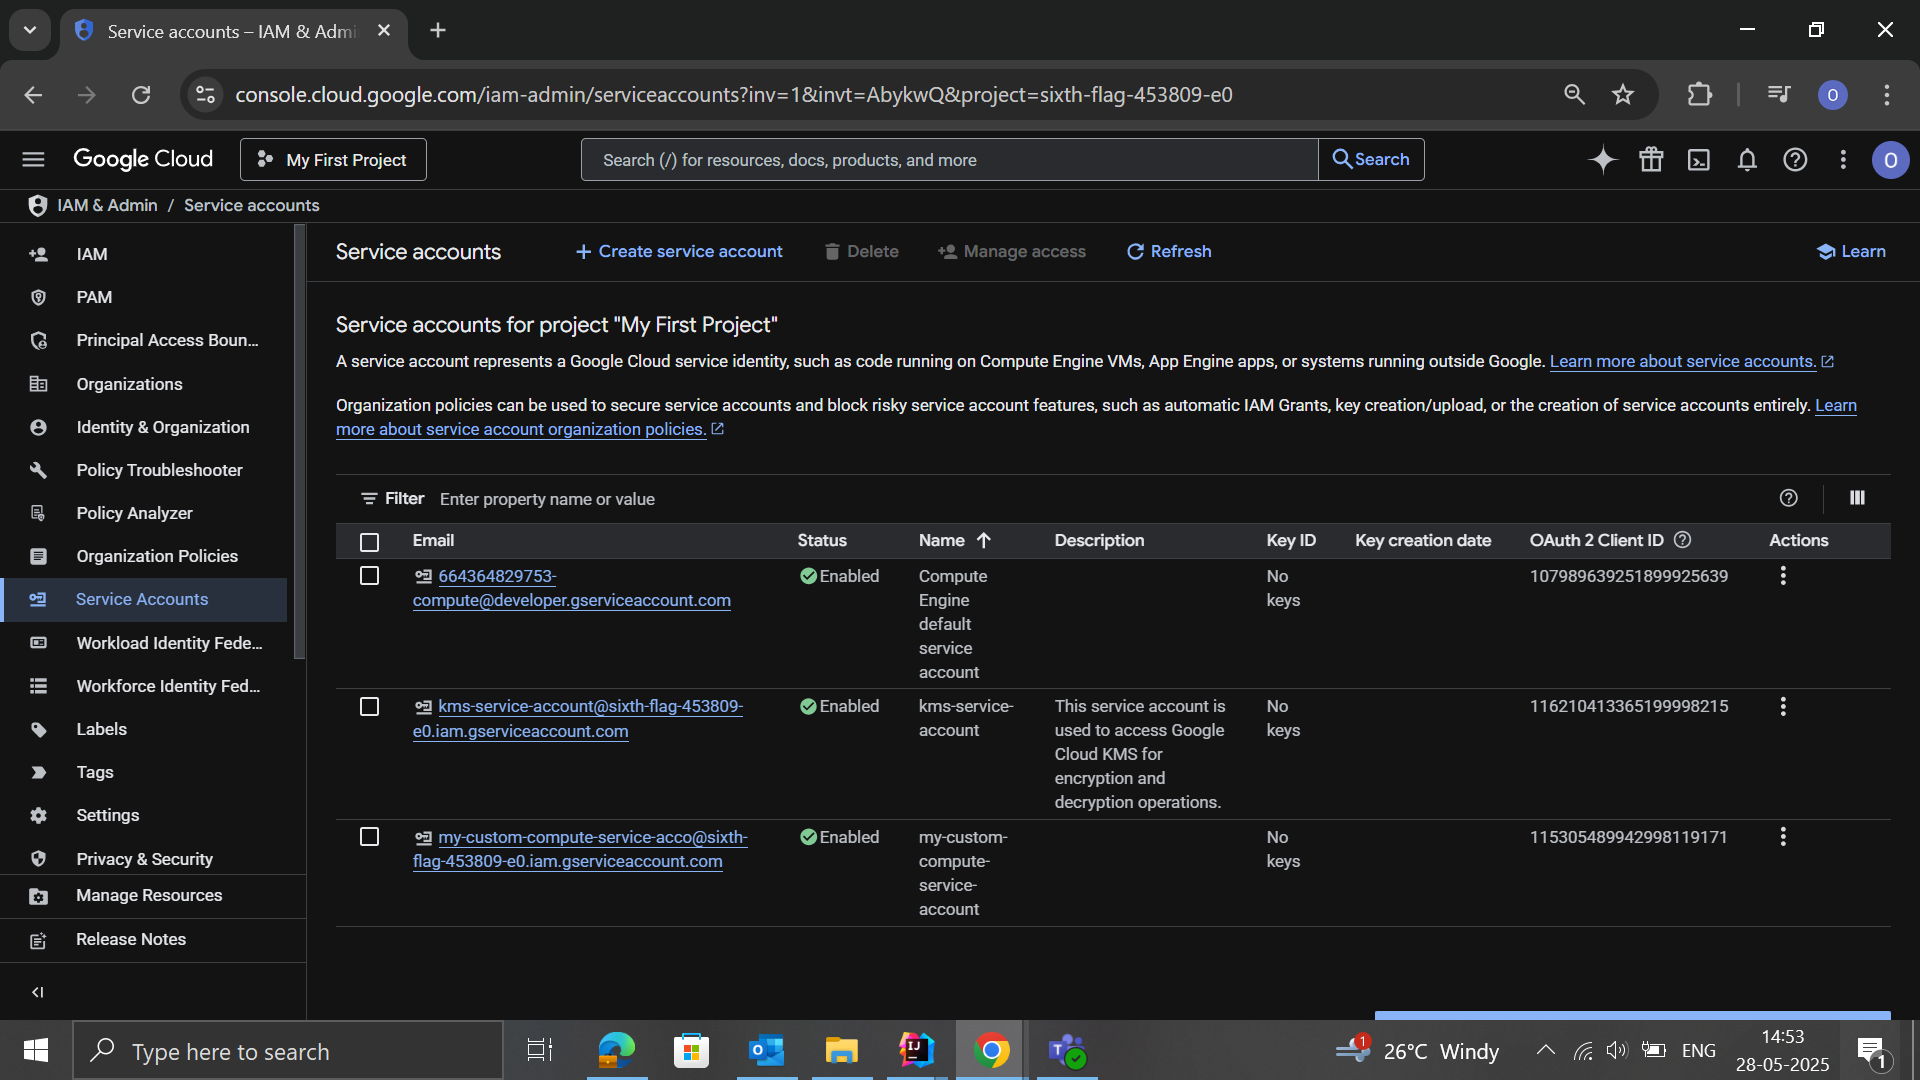 Service accounts – IAM & Admi
console.cloud.google.com/iam-admin/serviceaccounts?inv=1&invt=AbykwQ&project=sixth-flag-453809-e0
O
Google Cloud
My First Project
Search (/) for resources, docs, products, and more
Search
O
IAM & Admin / Service accounts
IAM
PAM
Principal Access Boun...
Organizations
Identity & Organization
Policy Troubleshooter
Policy Analyzer
Organization Policies
Service Accounts
Workload Identity Fede...
Workforce Identity Fed...
Labels
Tags
Settings
Privacy & Security
Manage Resources
Release Notes
Service accounts
Create service account
Delete
Manage access
Refresh
Learn
Service accounts for project "My First Project"
A service account represents a Google Cloud service identity, such as code running on Compute Engine VMs, App Engine apps, or systems running outside Google. Learn more about service accounts.
Organization policies can be used to secure service accounts and block risky service account features, such as automatic IAM Grants, key creation/upload, or the creation of service accounts entirely. Learn
more about service account organization policies.
Filter Enter property name or value
Email Status Name Description Key ID Key creation date OAuth 2 Client ID Actions
664364829753- Enabled Compute No 107989639251899925639
compute@developer.gserviceaccount.com Engine keys
default
service
account
kms-service-account@sixth-flag-453809- Enabled kms-service- This service account is No 116210413365199998215
e0.iam.gserviceaccount.com account used to access Google keys
Cloud KMS for
encryption and
decryption operations.
my-custom-compute-service-acco@sixth- Enabled my-custom- No 115305489942998119171
flag-453809-e0.iam.gserviceaccount.com compute- keys
service-
account
Type here to search
1
26°C Windy
ENG
14:53
28-05-2025
1